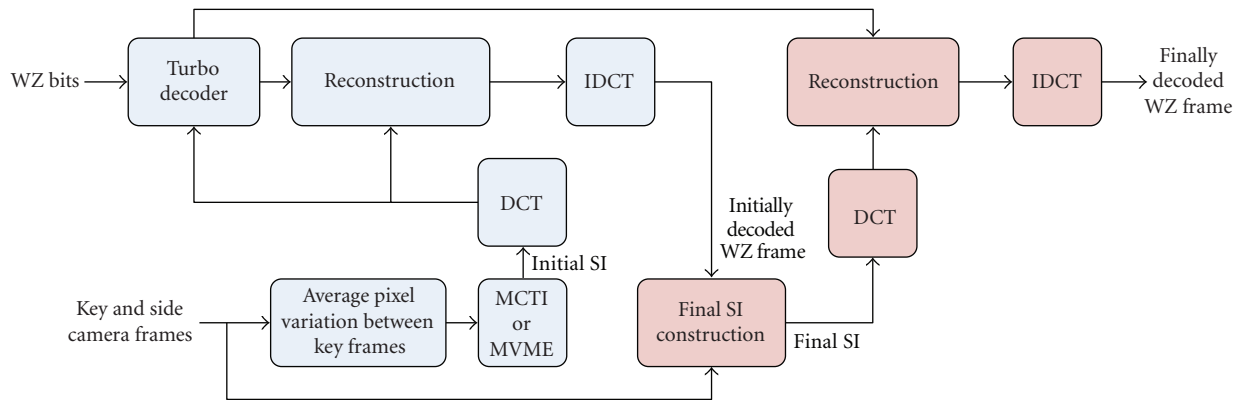 WZ bits
Turbo
decoder
Reconstruction
IDCT
Reconstruction
IDCT
Finally
decoded
WZ frame
DCT
DCT
Initially
decoded
WZ frame
Initial SI
Key and side
camera frames
Average pixel
variation between
key frames
MCTI
or
MVME
Final SI
construction
Final SI